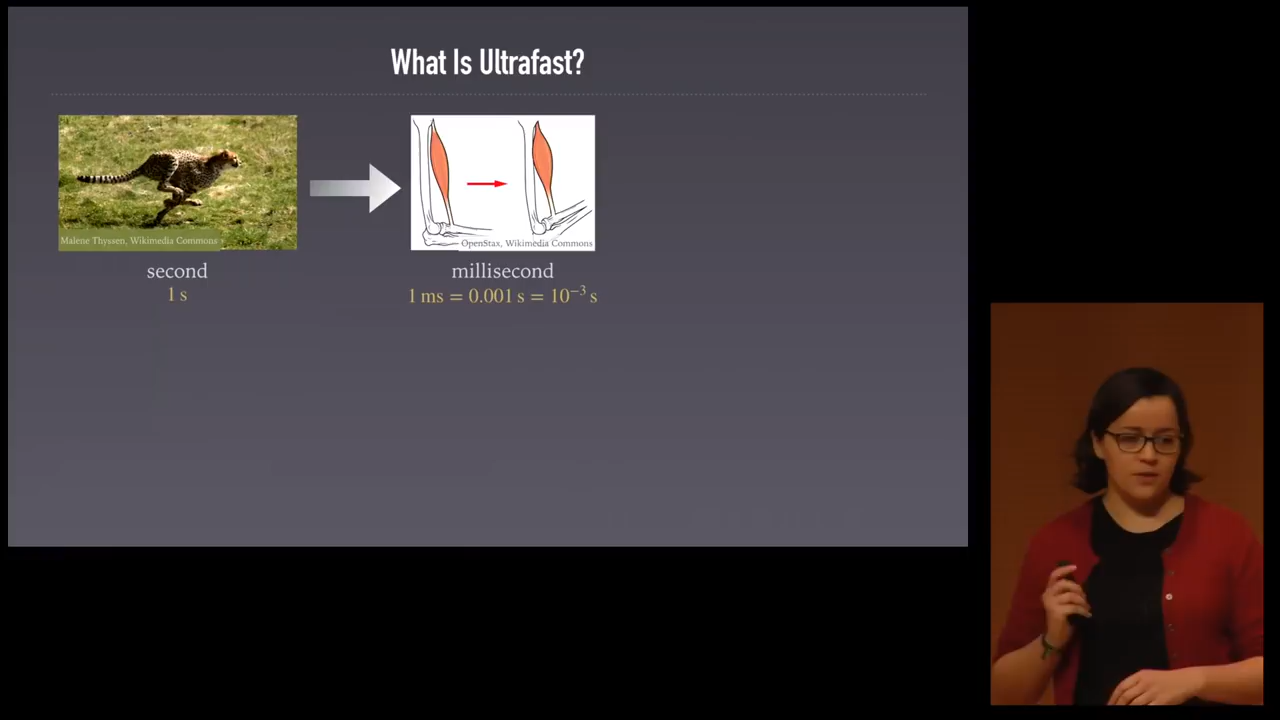 What Is Ultrafast?
Malene Thyssen, Wikimedia Commons
OpenStax, Wikimedia Commons
second
1 s
millisecond
1 ms = 0.001 s = 10⁻³ s